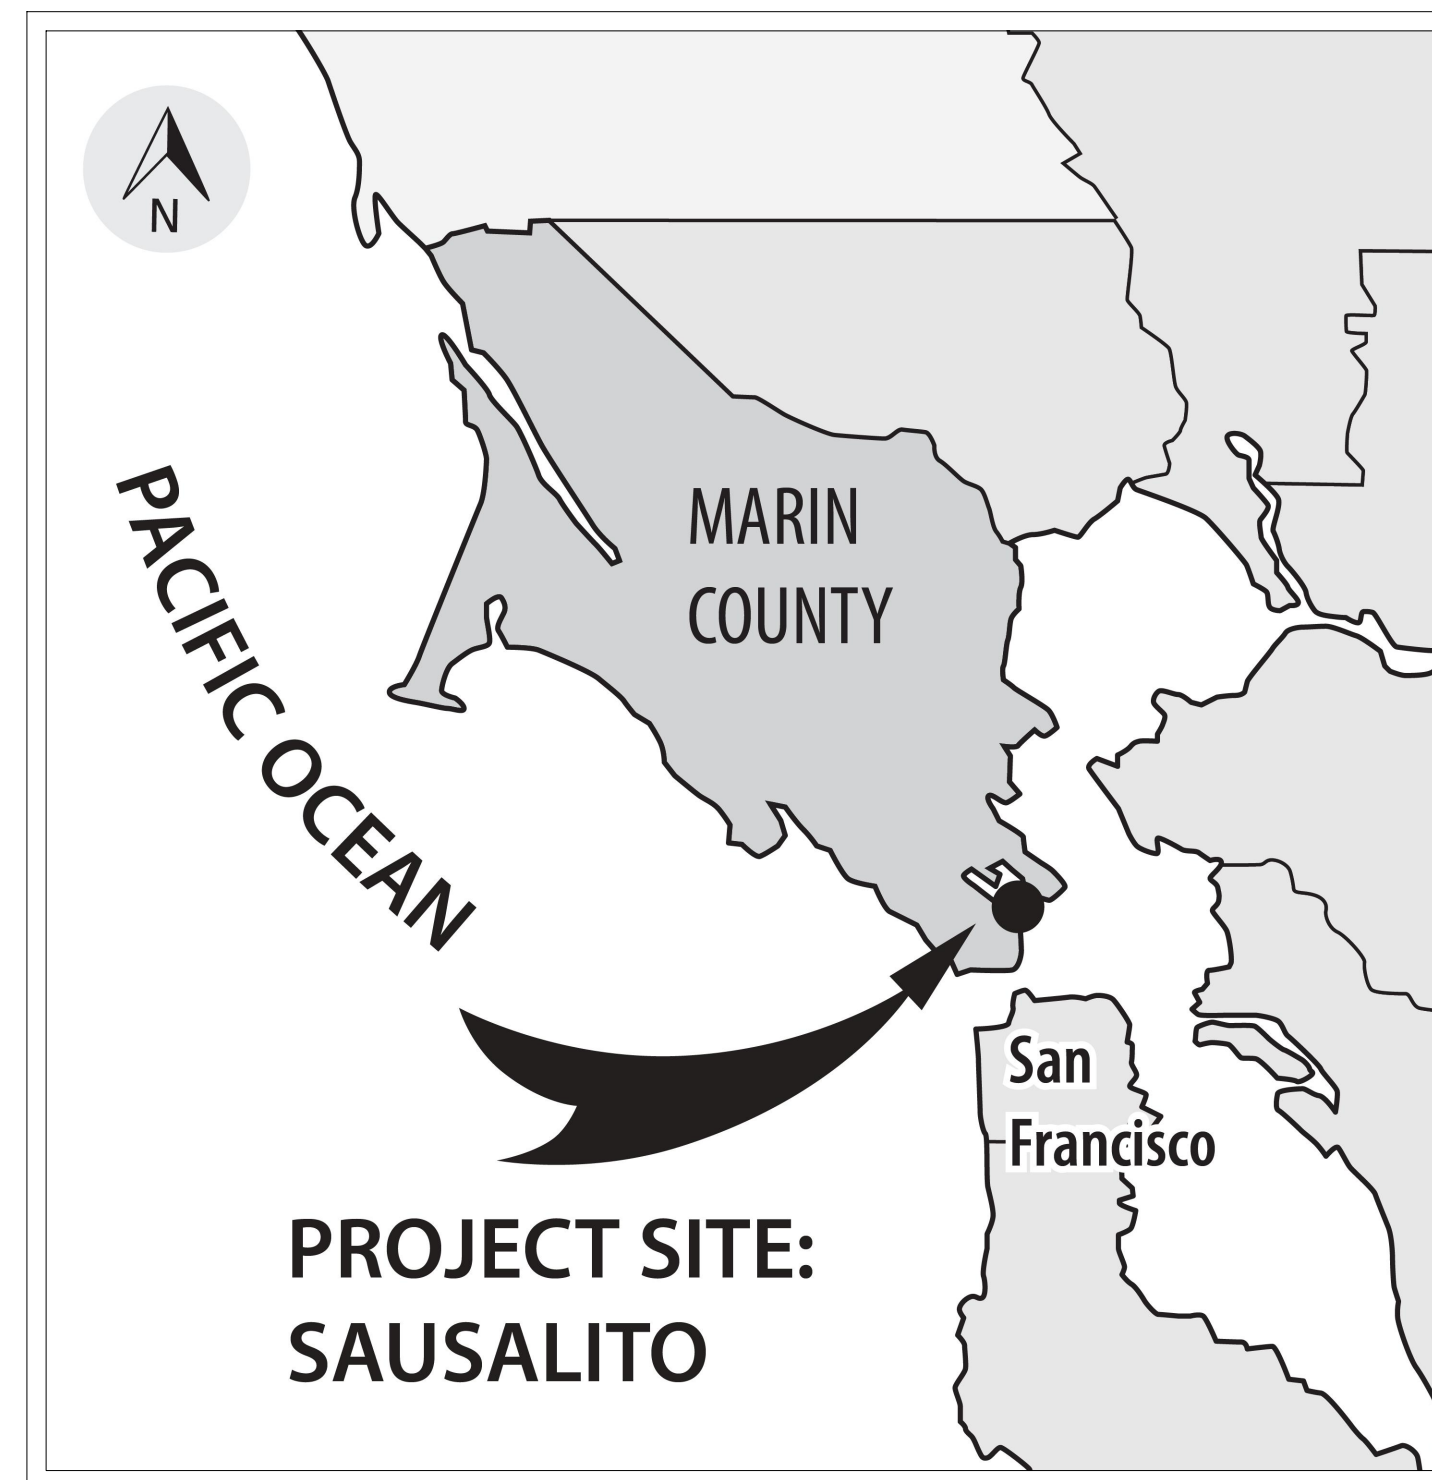 N
PACIFIC OCEAN
MARIN
COUNTY
San
Francisco
PROJECT SITE:
SAUSALITO